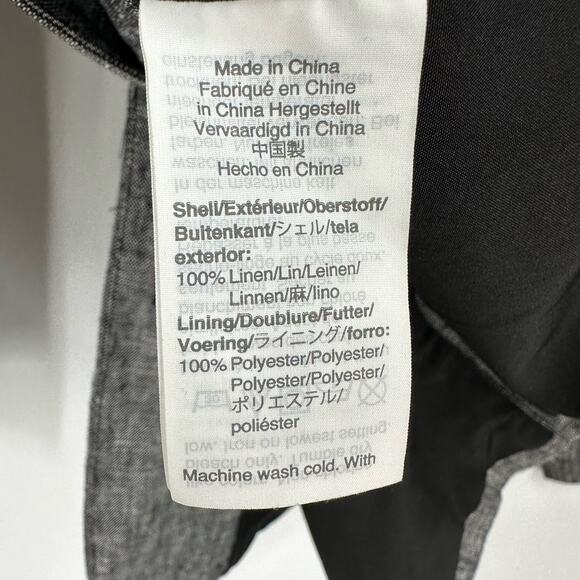 Made in China
Fabriqué en Chine
in China Hergestellt
Vervaardigd in China
中国製
Hecho en China
Shell/Extérieur/Oberstoff/
Buitenkant/シェル/tela
exterior:
100% Linen/Lin/Leinen/
Linnen/麻/lino
Lining/Doublure/Futter/
Voering/ライニング/forro:
100% Polyester/Polyester/
Polyester/Polyester/
ポリエステル/
poliéster
Machine wash cold. With